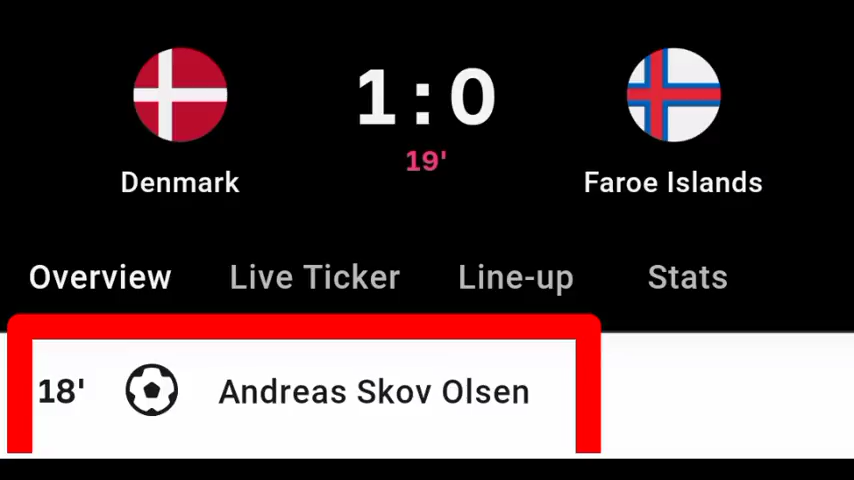 1:0
19'
Denmark
Faroe Islands
Overview Live Ticker Line-up Stats
18' Andreas Skov Olsen